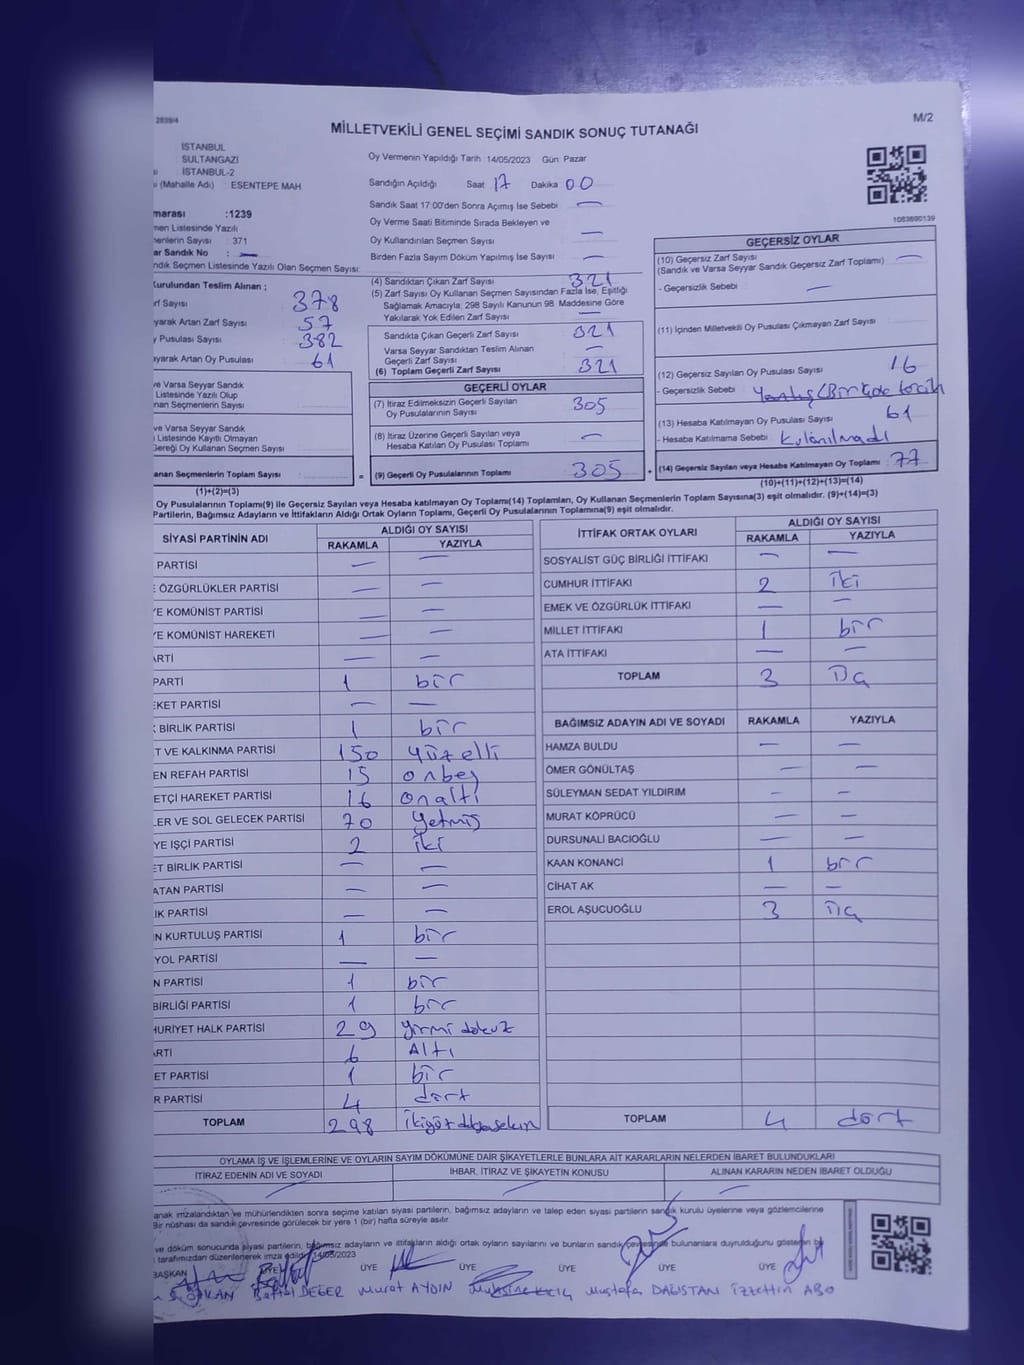 2839/4
MİLLETVEKİLİ GENEL SEÇİMİ SANDIK SONUÇ TUTANAĞI
M/2
İSTANBUL
SULTANGAZİ
İSTANBUL-2
(Mahalle Adı) : ESENTEPE MAH
Oy Vermenin Yapıldığı Tarih 14/05/2023 Gün: Pazar
Sandığın Açıldığı Saat 17 Dakika 00
Sandık Saat 17:00'den Sonra Açılmış İse Sebebi —
Oy Verme Saati Bitiminde Sırada Bekleyen ve
Oy Kullandırılan Seçmen Sayısı —
Birden Fazla Sayım Döküm Yapılmış İse Sayısı —
1083690139
marası :1239
men Listesinde Yazılı
menlerin Sayısı : 371
ar Sandık No : —
ndık Seçmen Listesinde Yazılı Olan Seçmen Sayısı:
Kurulundan Teslim Alınan ;
rf Sayısı 378
yarak Artan Zarf Sayısı 57
y Pusulası Sayısı 382
ayarak Artan Oy Pusulası 61
ve Varsa Seyyar Sandık
Listesinde Yazılı Olup
nan Seçmenlerin Sayısı
ve Varsa Seyyar Sandık
Listesinde Kayıtlı Olmayan
Gereği Oy Kullanan Seçmen Sayısı
anan Seçmenlerin Toplam Sayısı : =
(1)+(2)=(3)
(4) Sandıktan Çıkan Zarf Sayısı 321
(5) Zarf Sayısı Oy Kullanan Seçmen Sayısından Fazla İse, Eşitliği
Sağlamak Amacıyla; 298 Sayılı Kanunun 98. Maddesine Göre
Yakılarak Yok Edilen Zarf Sayısı —
Sandıkta Çıkan Geçerli Zarf Sayısı 321
Varsa Seyyar Sandıktan Teslim Alınan
Geçerli Zarf Sayısı —
(6) Toplam Geçerli Zarf Sayısı 321
GEÇERLİ OYLAR
(7) İtiraz Edilmeksizin Geçerli Sayılan
Oy Pusulalarının Sayısı 305
(8) İtiraz Üzerine Geçerli Sayılan veya
Hesaba Katılan Oy Pusulası Toplamı —
(9) Geçerli Oy Pusulalarının Toplamı 305 +
GEÇERSİZ OYLAR
(10) Geçersiz Zarf Sayısı —
(Sandık ve Varsa Seyyar Sandık Geçersiz Zarf Toplamı)
- Geçersizlik Sebebi —
(11) İçinden Milletvekili Oy Pusulası Çıkmayan Zarf Sayısı
(12) Geçersiz Sayılan Oy Pusulası Sayısı 16
- Geçersizlik Sebebi
(13) Hesaba Katılmayan Oy Pusulası Sayısı 61
- Hesaba Katılmama Sebebi kulanılmadı
(14) Geçersiz Sayılan veya Hesaba Katılmayan Oy Toplamı : 77
(10)+(11)+(12)+(13)=(14)
Oy Pusulalarının Toplamı(9) ile Geçersiz Sayılan veya Hesaba katılmayan Oy Toplamı(14) Toplamları, Oy Kullanan Seçmenlerin Toplam Sayısına(3) eşit olmalıdır. (9)+(14)=(3)
Partilerin, Bağımsız Adayların ve İttifakların Aldığı Ortak Oyların Toplamı, Geçerli Oy Pusulalarının Toplamına(9) eşit olmalıdır.
SİYASİ PARTİNİN ADI ALDIĞI OY SAYISI
RAKAMLA YAZIYLA
PARTİSİ — —
E ÖZGÜRLÜKLER PARTİSİ — —
YE KOMÜNİST PARTİSİ — —
YE KOMÜNİST HAREKETİ — —
ARTİ — —
PARTİ 1 bir
EKET PARTİSİ — —
K BİRLİK PARTİSİ 1 bir
T VE KALKINMA PARTİSİ 150 yüzelli
EN REFAH PARTİSİ 15 onbeş
ETÇİ HAREKET PARTİSİ 16 onaltı
LER VE SOL GELECEK PARTİSİ 70 yetmiş
YE İŞÇİ PARTİSİ 2 iki
ET BİRLİK PARTİSİ — —
ATAN PARTİSİ — —
İK PARTİSİ — —
IN KURTULUŞ PARTİSİ 1 bir
YOL PARTİSİ — —
N PARTİSİ 1 bir
BİRLİĞİ PARTİSİ 1 bir
HURİYET HALK PARTİSİ 29 yirmi dokuz
ARTİ 6 Altı
ET PARTİSİ 1 bir
R PARTİSİ 4 dört
TOPLAM 298
İTTİFAK ORTAK OYLARI ALDIĞI OY SAYISI
RAKAMLA YAZIYLA
SOSYALİST GÜÇ BİRLİĞİ İTTİFAKI — —
CUMHUR İTTİFAKI 2 iki
EMEK VE ÖZGÜRLÜK İTTİFAKI — —
MİLLET İTTİFAKI 1 bir
ATA İTTİFAKI — —
TOPLAM 3 üç
BAĞIMSIZ ADAYIN ADI VE SOYADI RAKAMLA YAZIYLA
HAMZA BULDU — —
ÖMER GÖNÜLTAŞ — —
SÜLEYMAN SEDAT YILDIRIM — —
MURAT KÖPRÜCÜ — —
DURSUNALİ BACIOĞLU — —
KAAN KONANCI 1 bir
CİHAT AK — —
EROL AŞUCUOĞLU 3 üç
TOPLAM 4 dört
OYLAMA İŞ VE İŞLEMLERİNE VE OYLARIN SAYIM DÖKÜMÜNE DAİR ŞİKAYETLERLE BUNLARA AİT KARARLARIN NELERDEN İBARET BULUNDUKLARI
İTİRAZ EDENİN ADI VE SOYADI İHBAR, İTİRAZ VE ŞİKAYETİN KONUSU ALINAN KARARIN NEDEN İBARET OLDUĞU
— — —
anak imzalandıktan ve mühürlendikten sonra seçime katılan siyasi partilerin, bağımsız adayların ve talep eden siyasi partilerin sandık kurulu üyelerine veya gözlemcilerine
Bir nüshası da sandık çevresinde görülecek bir yere 1 (bir) hafta süreyle asılır.
ve döküm sonucunda siyasi partilerin, bağımsız adayların ve ittifakların aldığı ortak oyların sayılarını ve bunların sandık çevresinde bulunanlara duyrulduğunu gösteren bu
tarafımızdan düzenlenerek imza edildi. 14/05/2023
BAŞKAN ÜYE ÜYE ÜYE ÜYE ÜYE ÜYE
DEĞER Murat AYDIN Mustafa DAĞISTAN İzzettin ABO